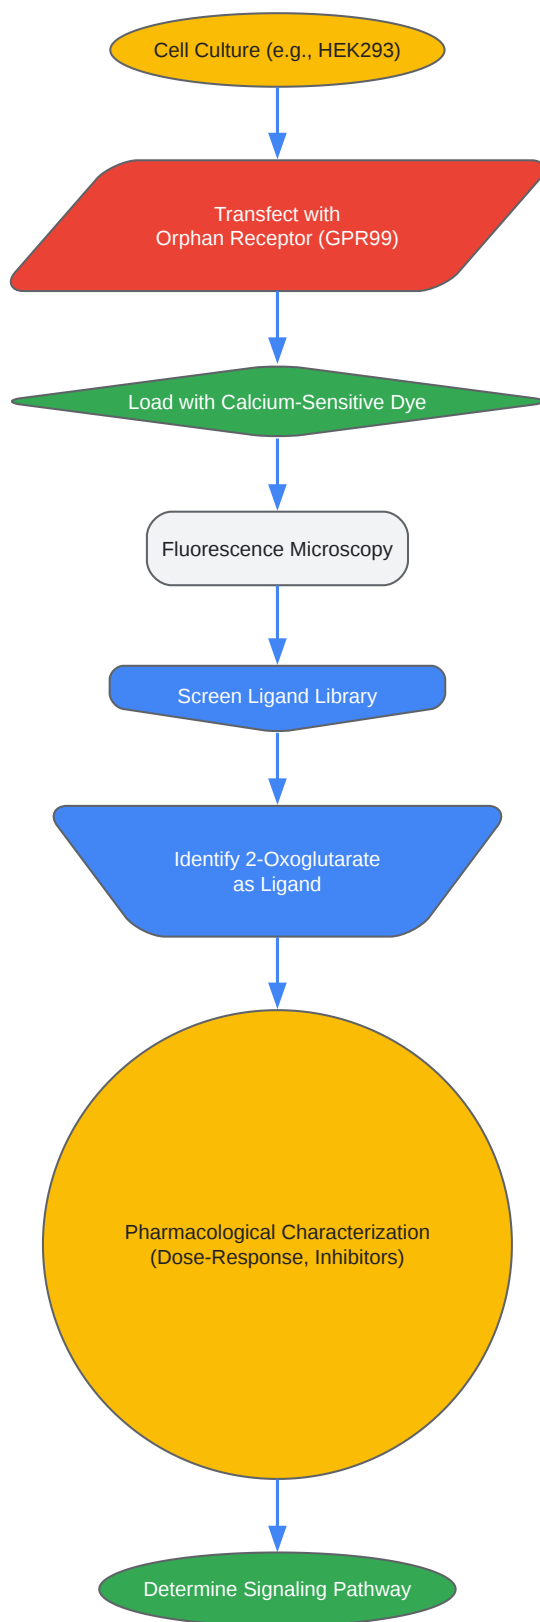 Cell Culture (e.g., HEK293)
Transfect with
Orphan Receptor (GPR99)
Load with Calcium-Sensitive Dye
Fluorescence Microscopy
Screen Ligand Library
Identify 2-Oxoglutarate
as Ligand
Pharmacological Characterization
(Dose-Response, Inhibitors)
Determine Signaling Pathway